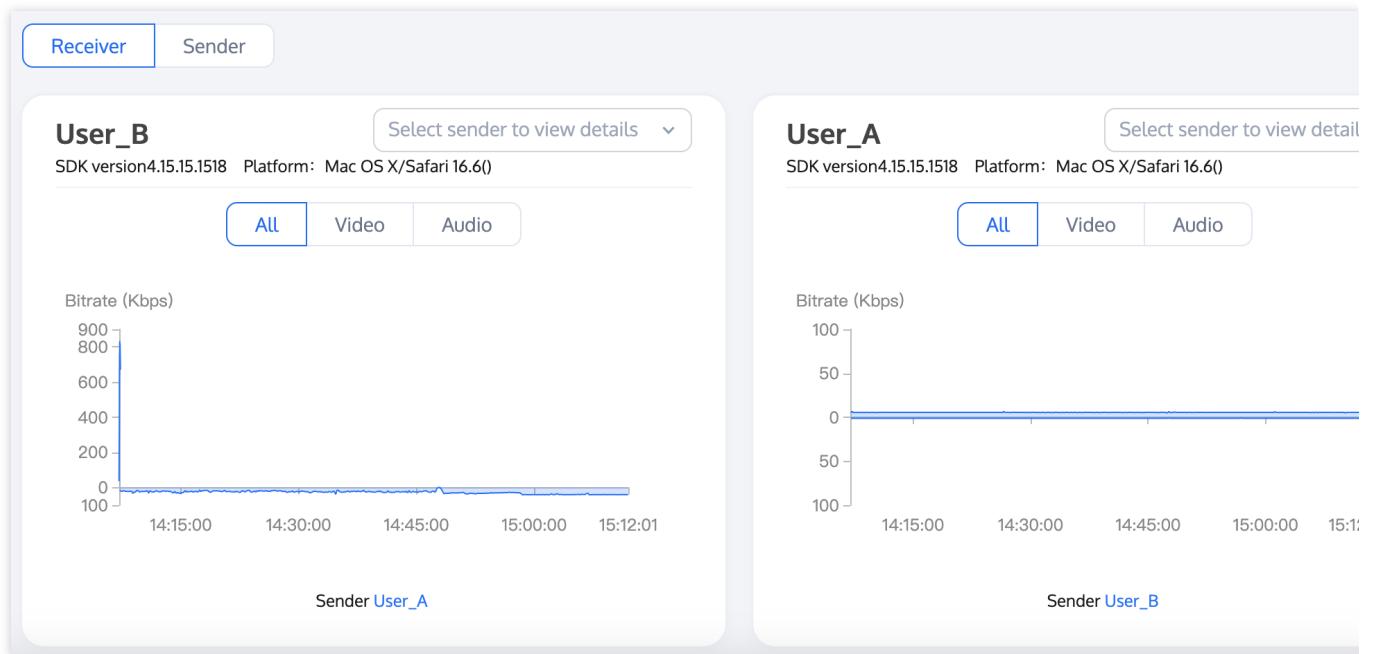 Receiver Sender
User_B Select sender to view details
SDK version4.15.15.1518 Platform: Mac OS X/Safari 16.6()
All Video Audio
Bitrate (Kbps)
900
800
600
400
200
0
100
14:15:00 14:30:00 14:45:00 15:00:00 15:12:01
Sender User_A
User_A Select sender to view detail
SDK version4.15.15.1518 Platform: Mac OS X/Safari 16.6()
All Video Audio
Bitrate (Kbps)
100
50
0
50
100
14:15:00 14:30:00 14:45:00 15:00:00 15:1
Sender User_B